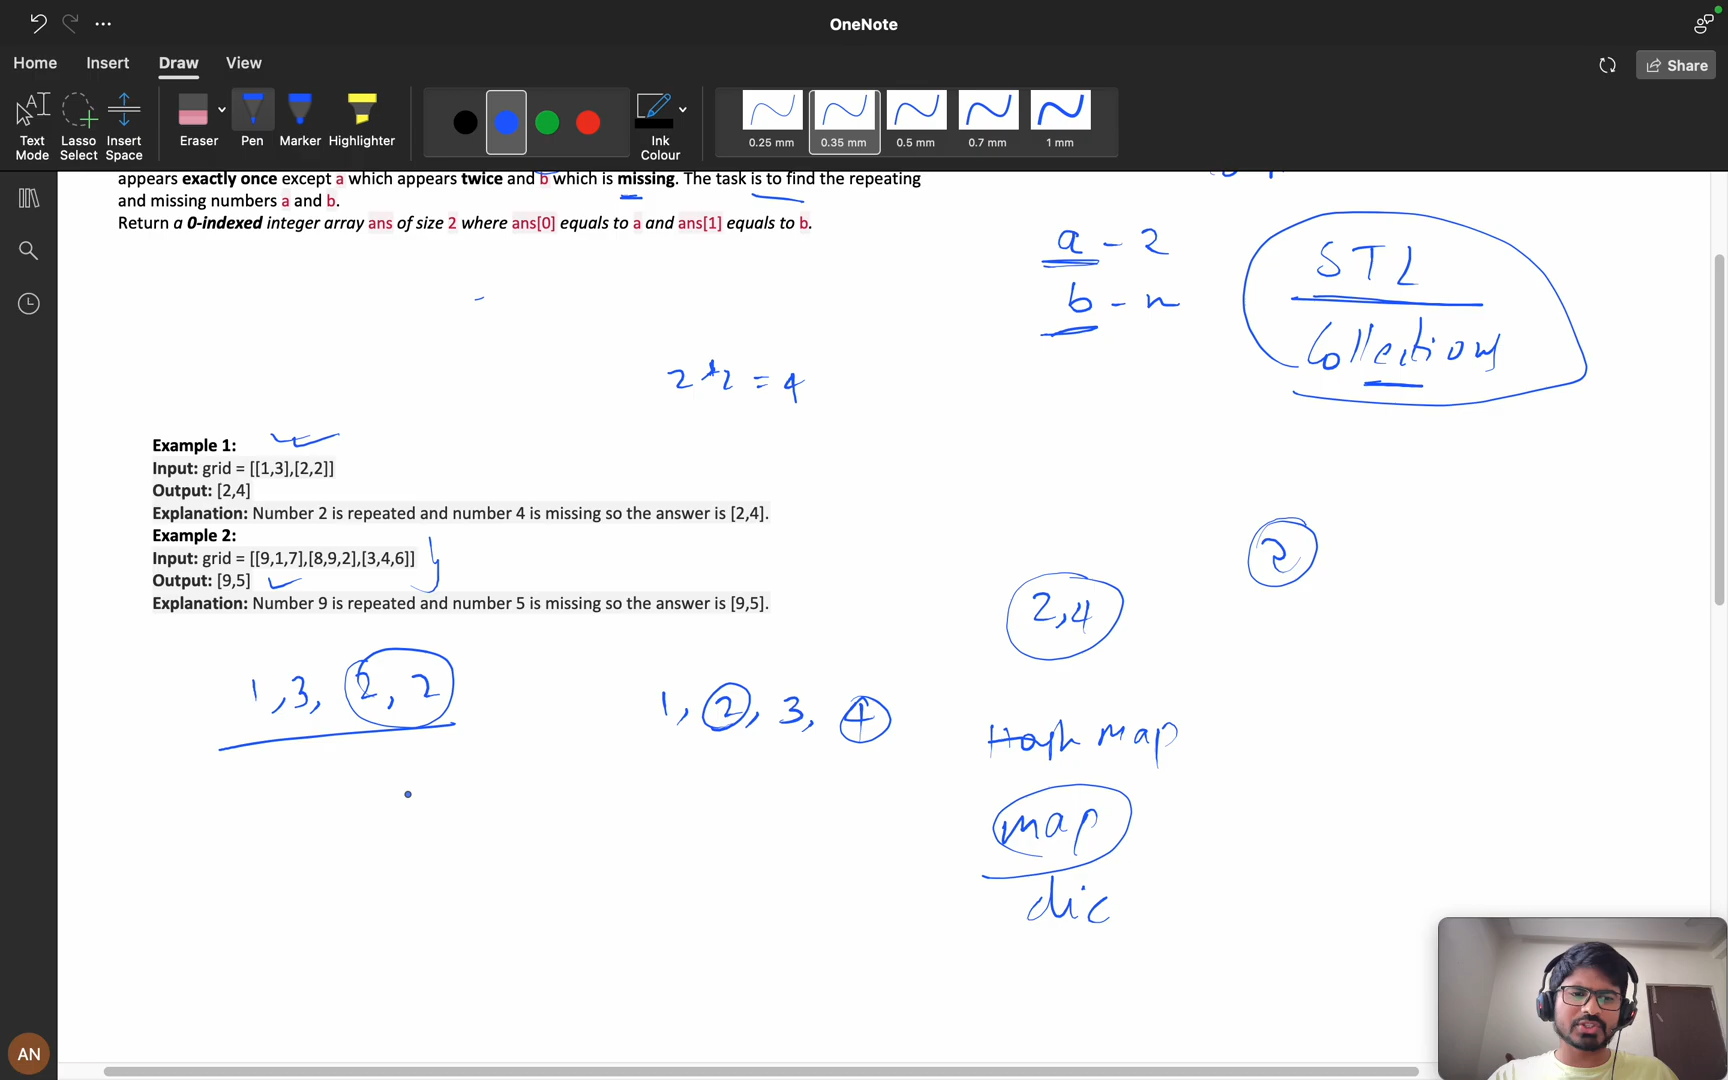 OneNote
Home Insert Draw View
Share
Text Mode
Lasso Select
Insert Space
Eraser
Pen
Marker
Highlighter
Ink Colour
0.25 mm
0.35 mm
0.5 mm
0.7 mm
1 mm
appears exactly once except a which appears twice and b which is missing. The task is to find the repeating
and missing numbers a and b.
Return a 0-indexed integer array ans of size 2 where ans[0] equals to a and ans[1] equals to b.
a - 2
b - n
STL
Collections
2*2 = 4
Example 1:
Input: grid = [[1,3],[2,2]]
Output: [2,4]
Explanation: Number 2 is repeated and number 4 is missing so the answer is [2,4].
Example 2:
Input: grid = [[9,1,7],[8,9,2],[3,4,6]]
Output: [9,5]
Explanation: Number 9 is repeated and number 5 is missing so the answer is [9,5].
2
2,4
1,3, 2, 2
1, 2, 3, 4
Hash map
map
dic
AN